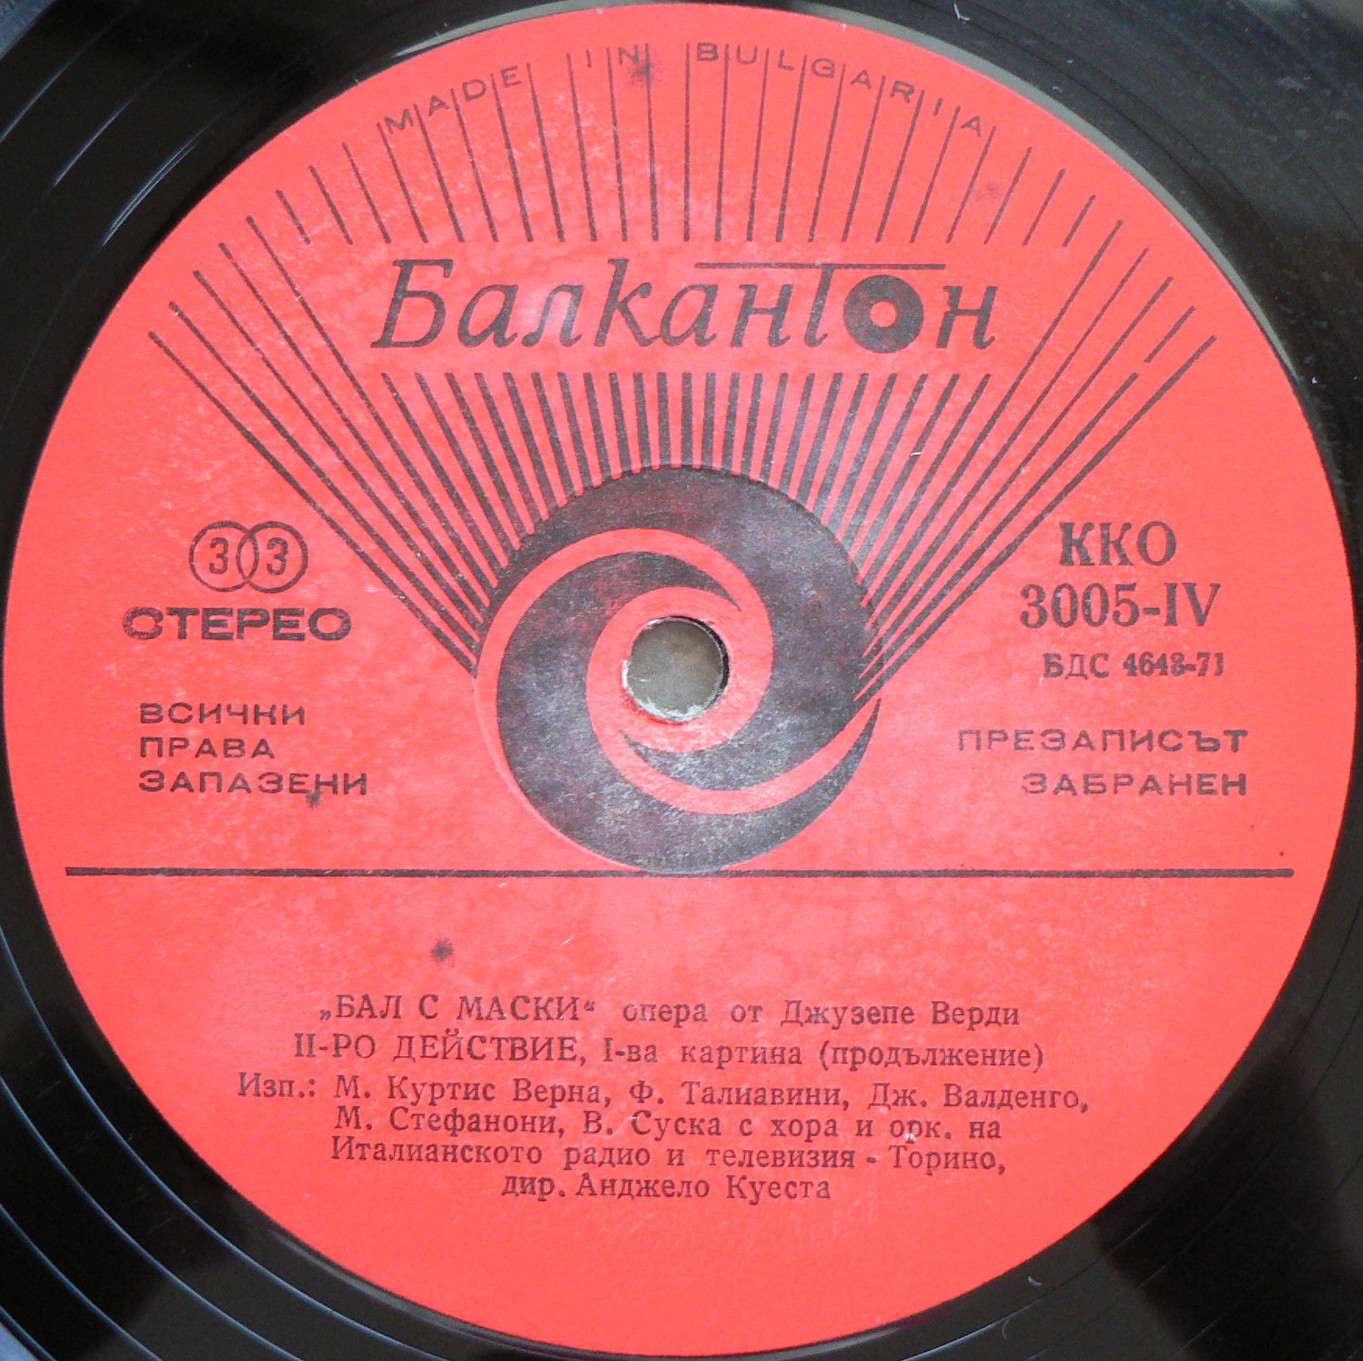 MADE IN BULGARIA
Балкантон
33
СТЕРЕО
ККО
3005-IV
БДС 4648-71
ВСИЧКИ
ПРАВА
ЗАПАЗЕНИ
ПРЕЗАПИСЪТ
ЗАБРАНЕН
„БАЛ С МАСКИ“ опера от Джузепе Верди
II-РО ДЕЙСТВИЕ, I-ва картина (продължение)
Изп.: М. Куртис Верна, Ф. Талиавини, Дж. Валденго,
М. Стефанони, В. Суска с хора и орк. на
Италианското радио и телевизия - Торино,
дир. Анджело Куеста